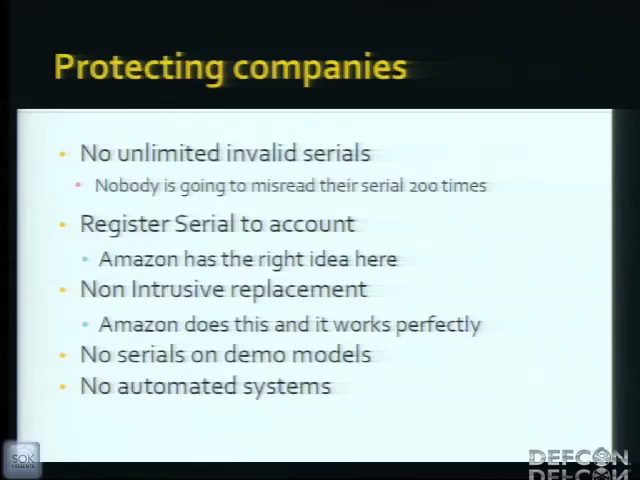 Protecting companies
No unlimited invalid serials
Nobody is going to misread their serial 200 times
Register Serial to account
Amazon has the right idea here
Non Intrusive replacement
Amazon does this and it works perfectly
No serials on demo models
No automated systems
SOK
DEFCON